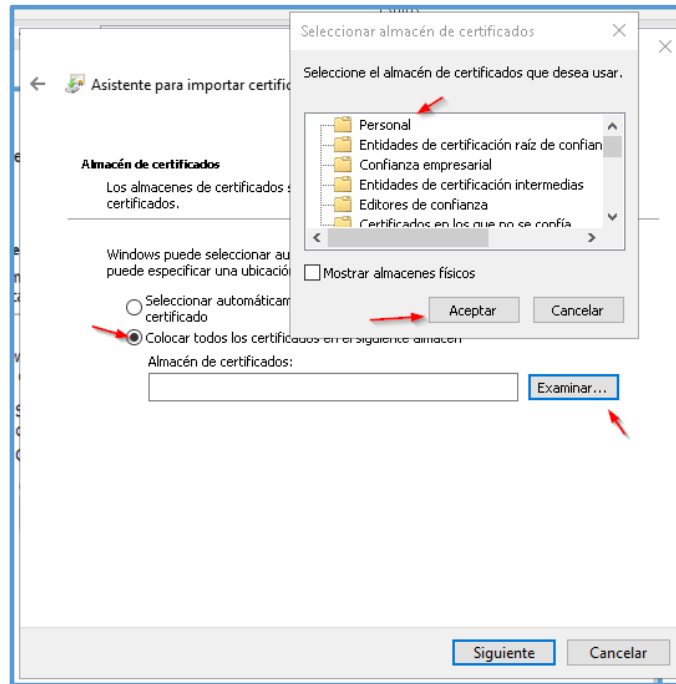 Seleccionar almacén de certificados
Seleccione el almacén de certificados que desea usar.
Personal
Entidades de certificación raíz de confian
Confianza empresarial
Entidades de certificación intermedias
Editores de confianza
Certificados en los que no se confía
Mostrar almacenes físicos
Aceptar
Cancelar
Asistente para importar certific
Almacén de certificados
Los almacenes de certificados s
certificados.
Windows puede seleccionar au
puede especificar una ubicació
Seleccionar automáticam
certificado
Colocar todos los certificados en el siguiente almacén
Almacén de certificados:
Examinar...
Siguiente
Cancelar